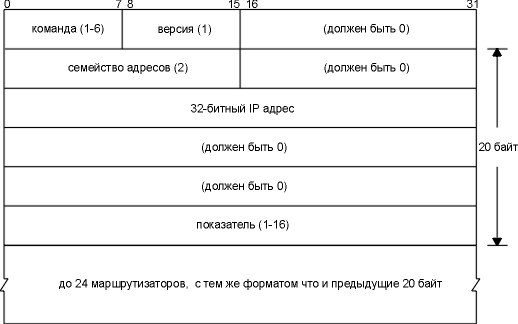 0 7 8 15 16 31
команда (1-6) версия (1) (должен быть 0)
семейство адресов (2) (должен быть 0)
32-битный IP адрес
(должен быть 0) 20 байт
(должен быть 0)
показатель (1-16)
до 24 маршрутизаторов, с тем же форматом что и предыдущие 20 байт